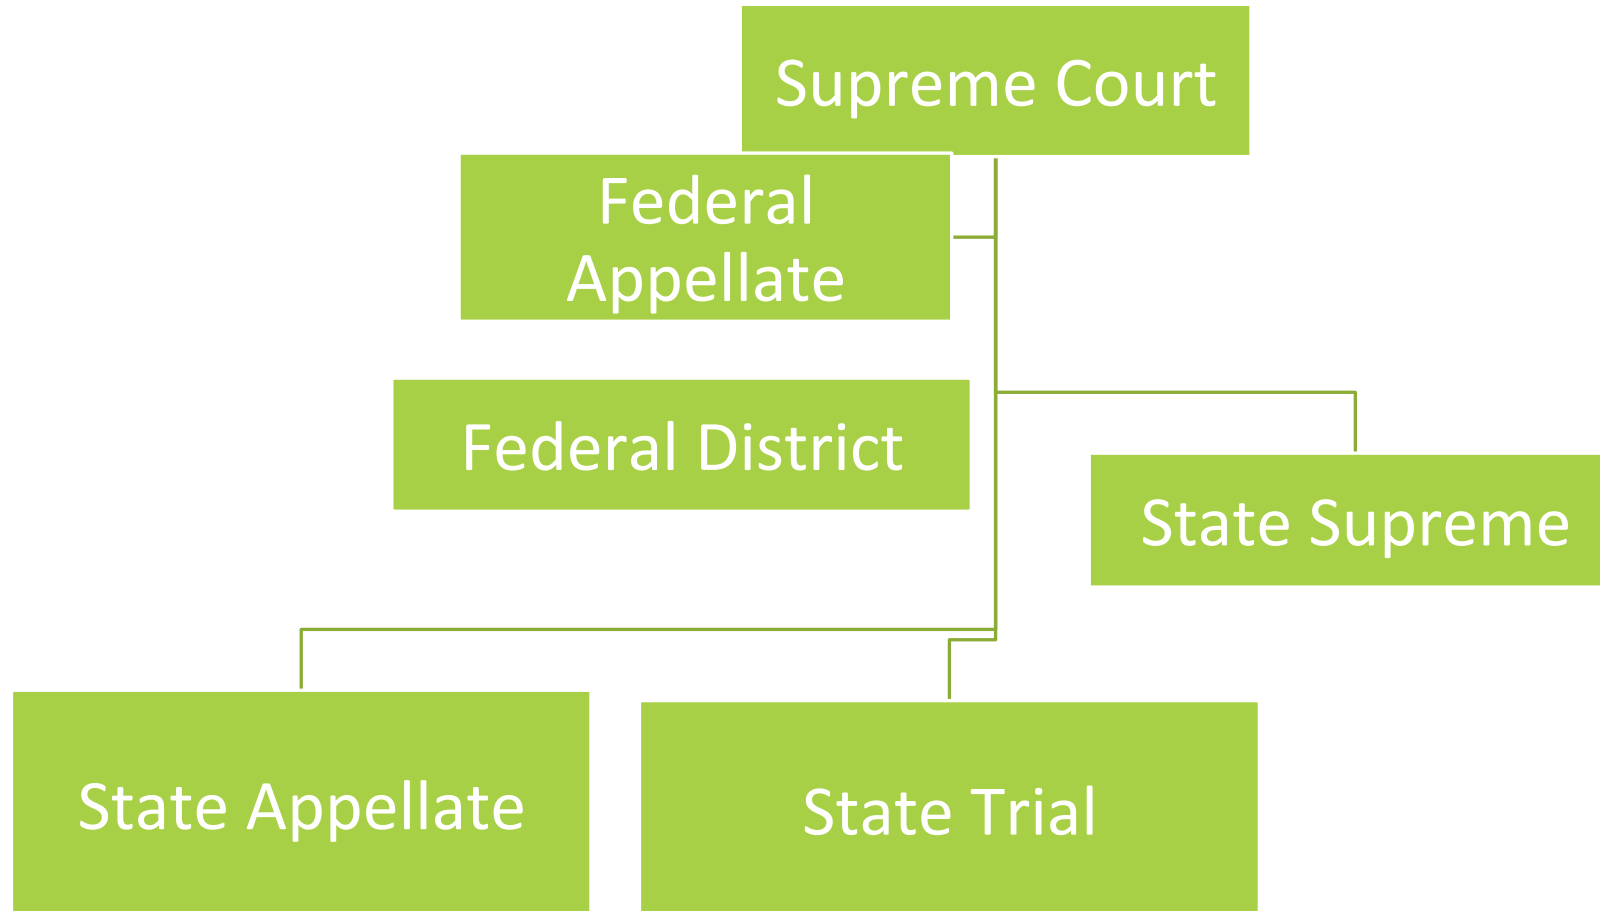 Supreme Court
Federal
Appellate
Federal District
State Supreme
State Appellate
State Trial